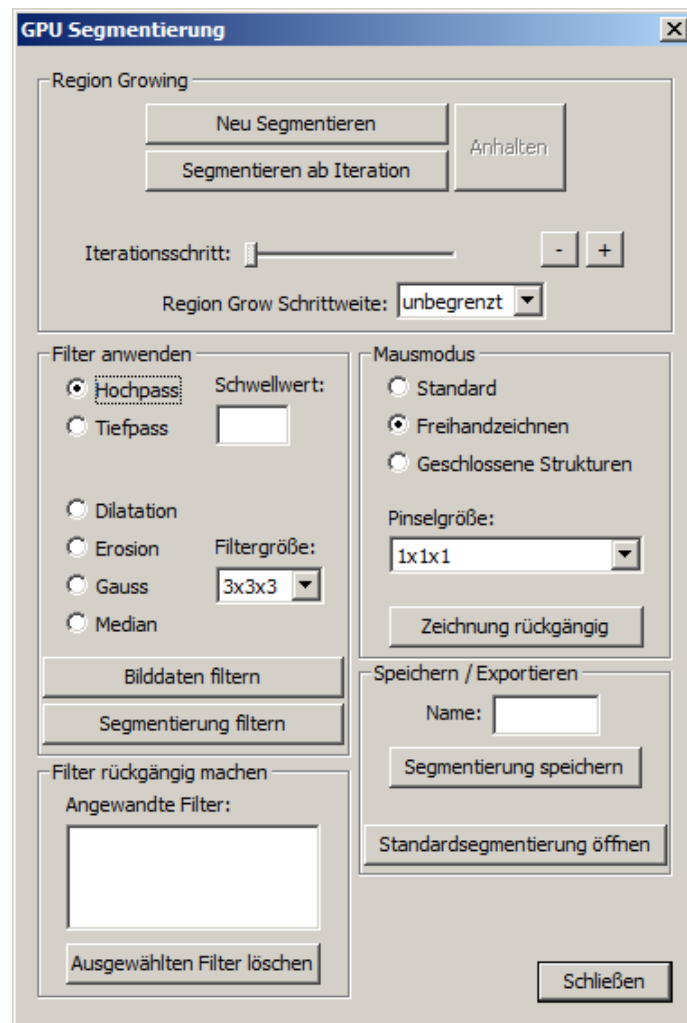 GPU Segmentierung
Region Growing
Neu Segmentieren
Anhalten
Segmentieren ab Iteration
Iterationsschritt:
- +
Region Grow Schrittweite: unbegrenzt
Filter anwenden
Hochpass
Schwellwert:
Tiefpass
Dilatation
Erosion
Filtergröße:
Gauss
3x3x3
Median
Bilddaten filtern
Segmentierung filtern
Mausmodus
Standard
Freihandzeichnen
Geschlossene Strukturen
Pinselgröße:
1x1x1
Zeichnung rückgängig
Speichern / Exportieren
Name:
Segmentierung speichern
Standardsegmentierung öffnen
Filter rückgängig machen
Angewandte Filter:
Ausgewählten Filter löschen
Schließen